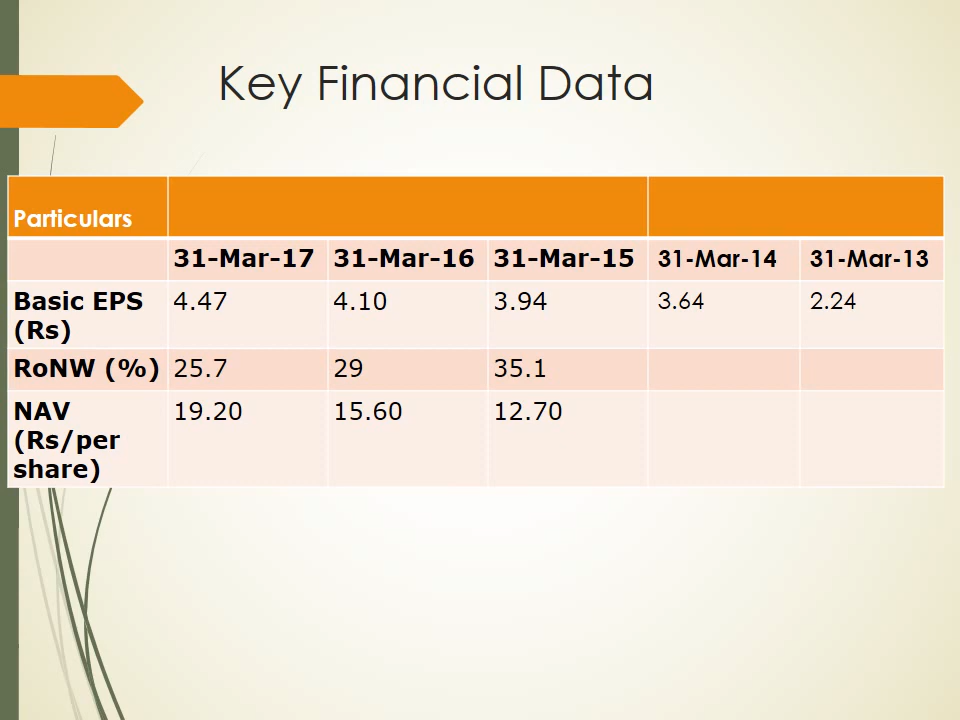 Key Financial Data
Particulars
31-Mar-17 31-Mar-16 31-Mar-15 31-Mar-14 31-Mar-13
Basic EPS (Rs) 4.47 4.10 3.94 3.64 2.24
RoNW (%) 25.7 29 35.1
NAV (Rs/per share) 19.20 15.60 12.70